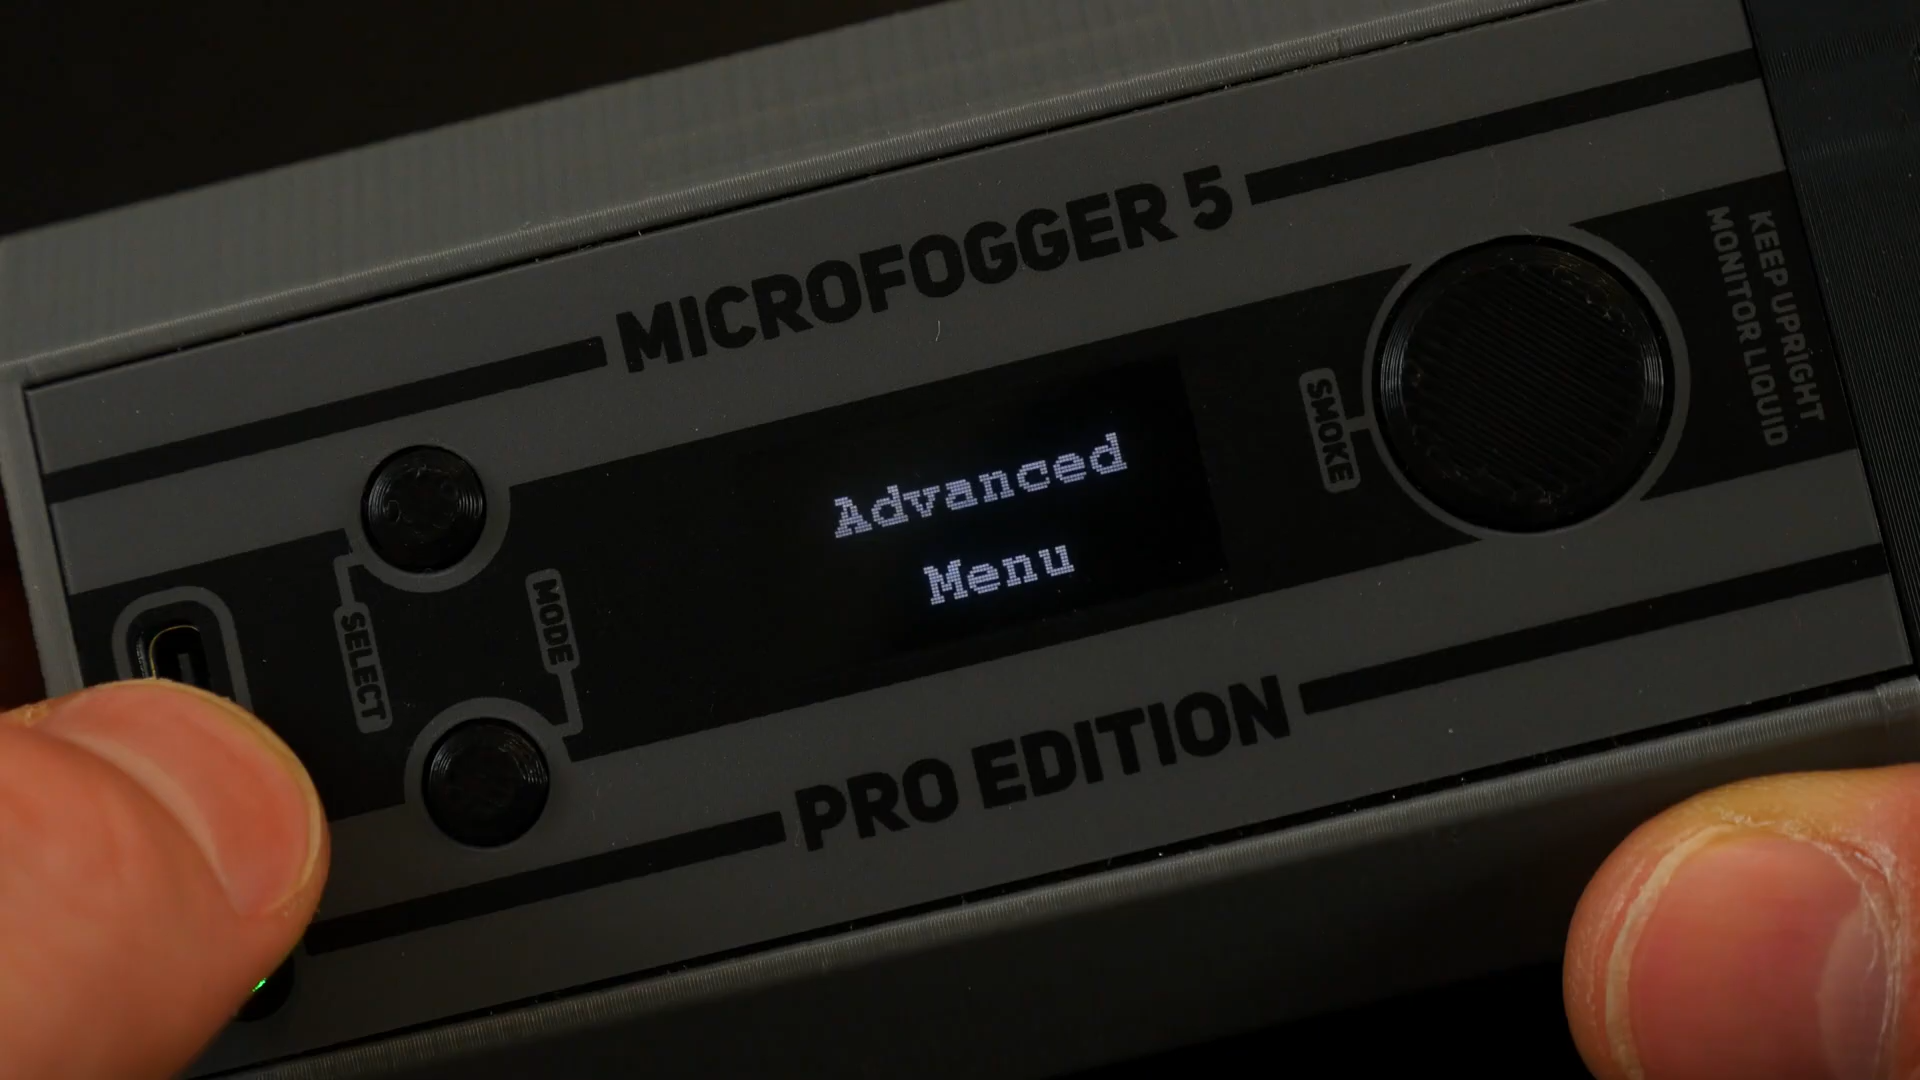 MICROFOGGER 5
KEEP UPRIGHT
MONITOR LIQUID
SMOKE
Advanced
Menu
MODE
SELECT
PRO EDITION